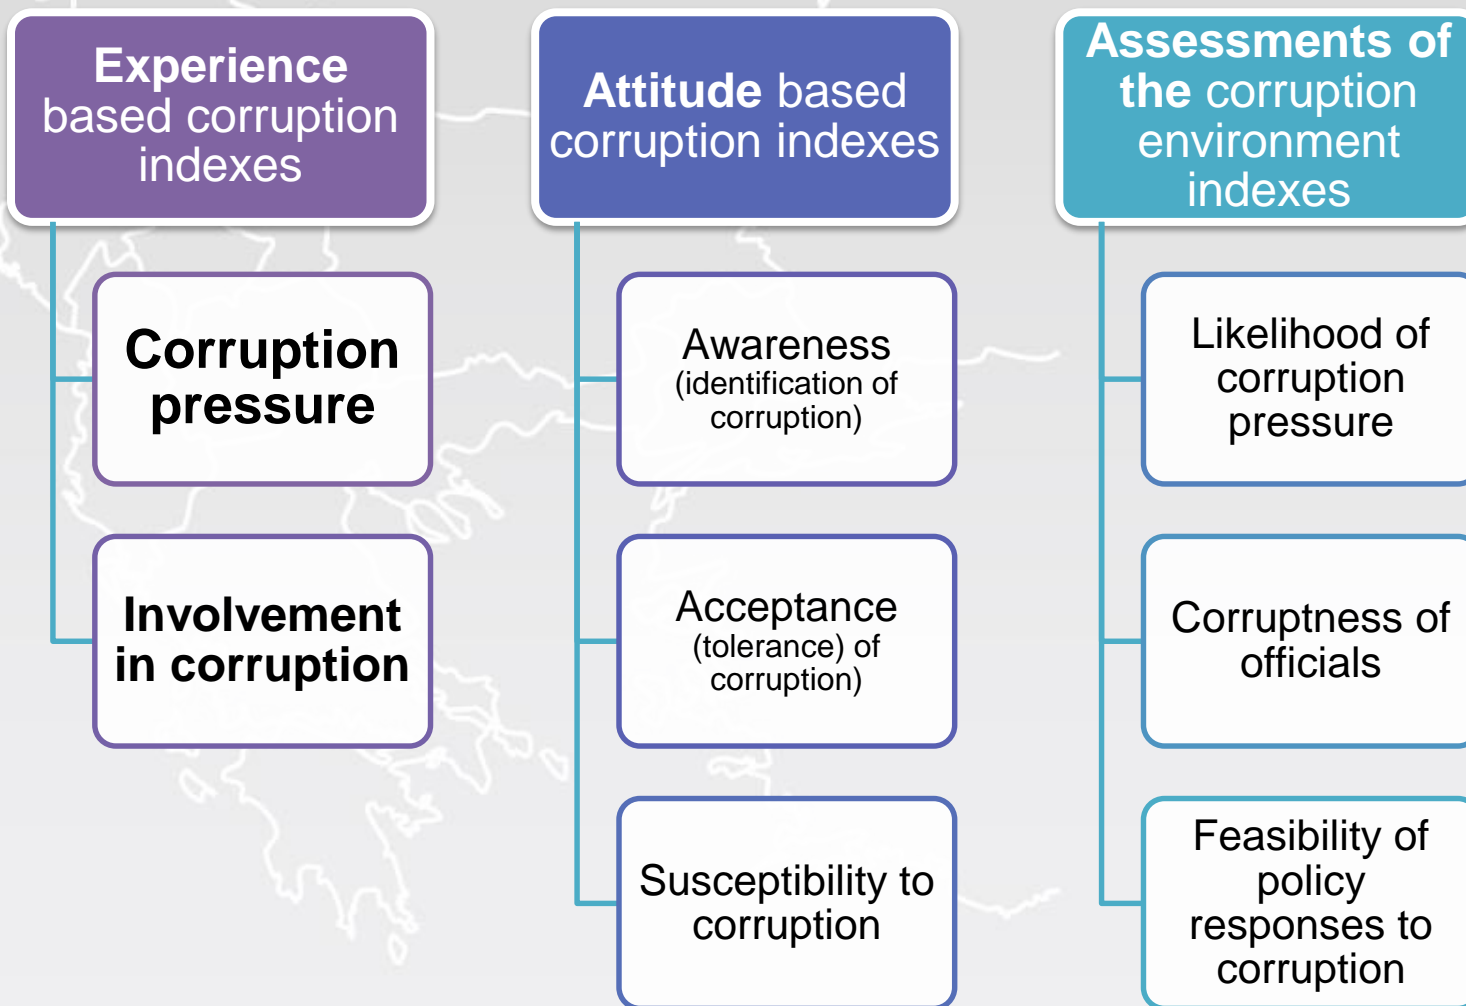 Experience
based corruption
indexes
Corruption
pressure
Involvement
in corruption
Attitude based
corruption indexes
Awareness
(identification of
corruption)
Acceptance
(tolerance) of
corruption)
Susceptibility to
corruption
Assessments of
the corruption
environment
indexes
Likelihood of
corruption
pressure
Corruptness of
officials
Feasibility of
policy
responses to
corruption